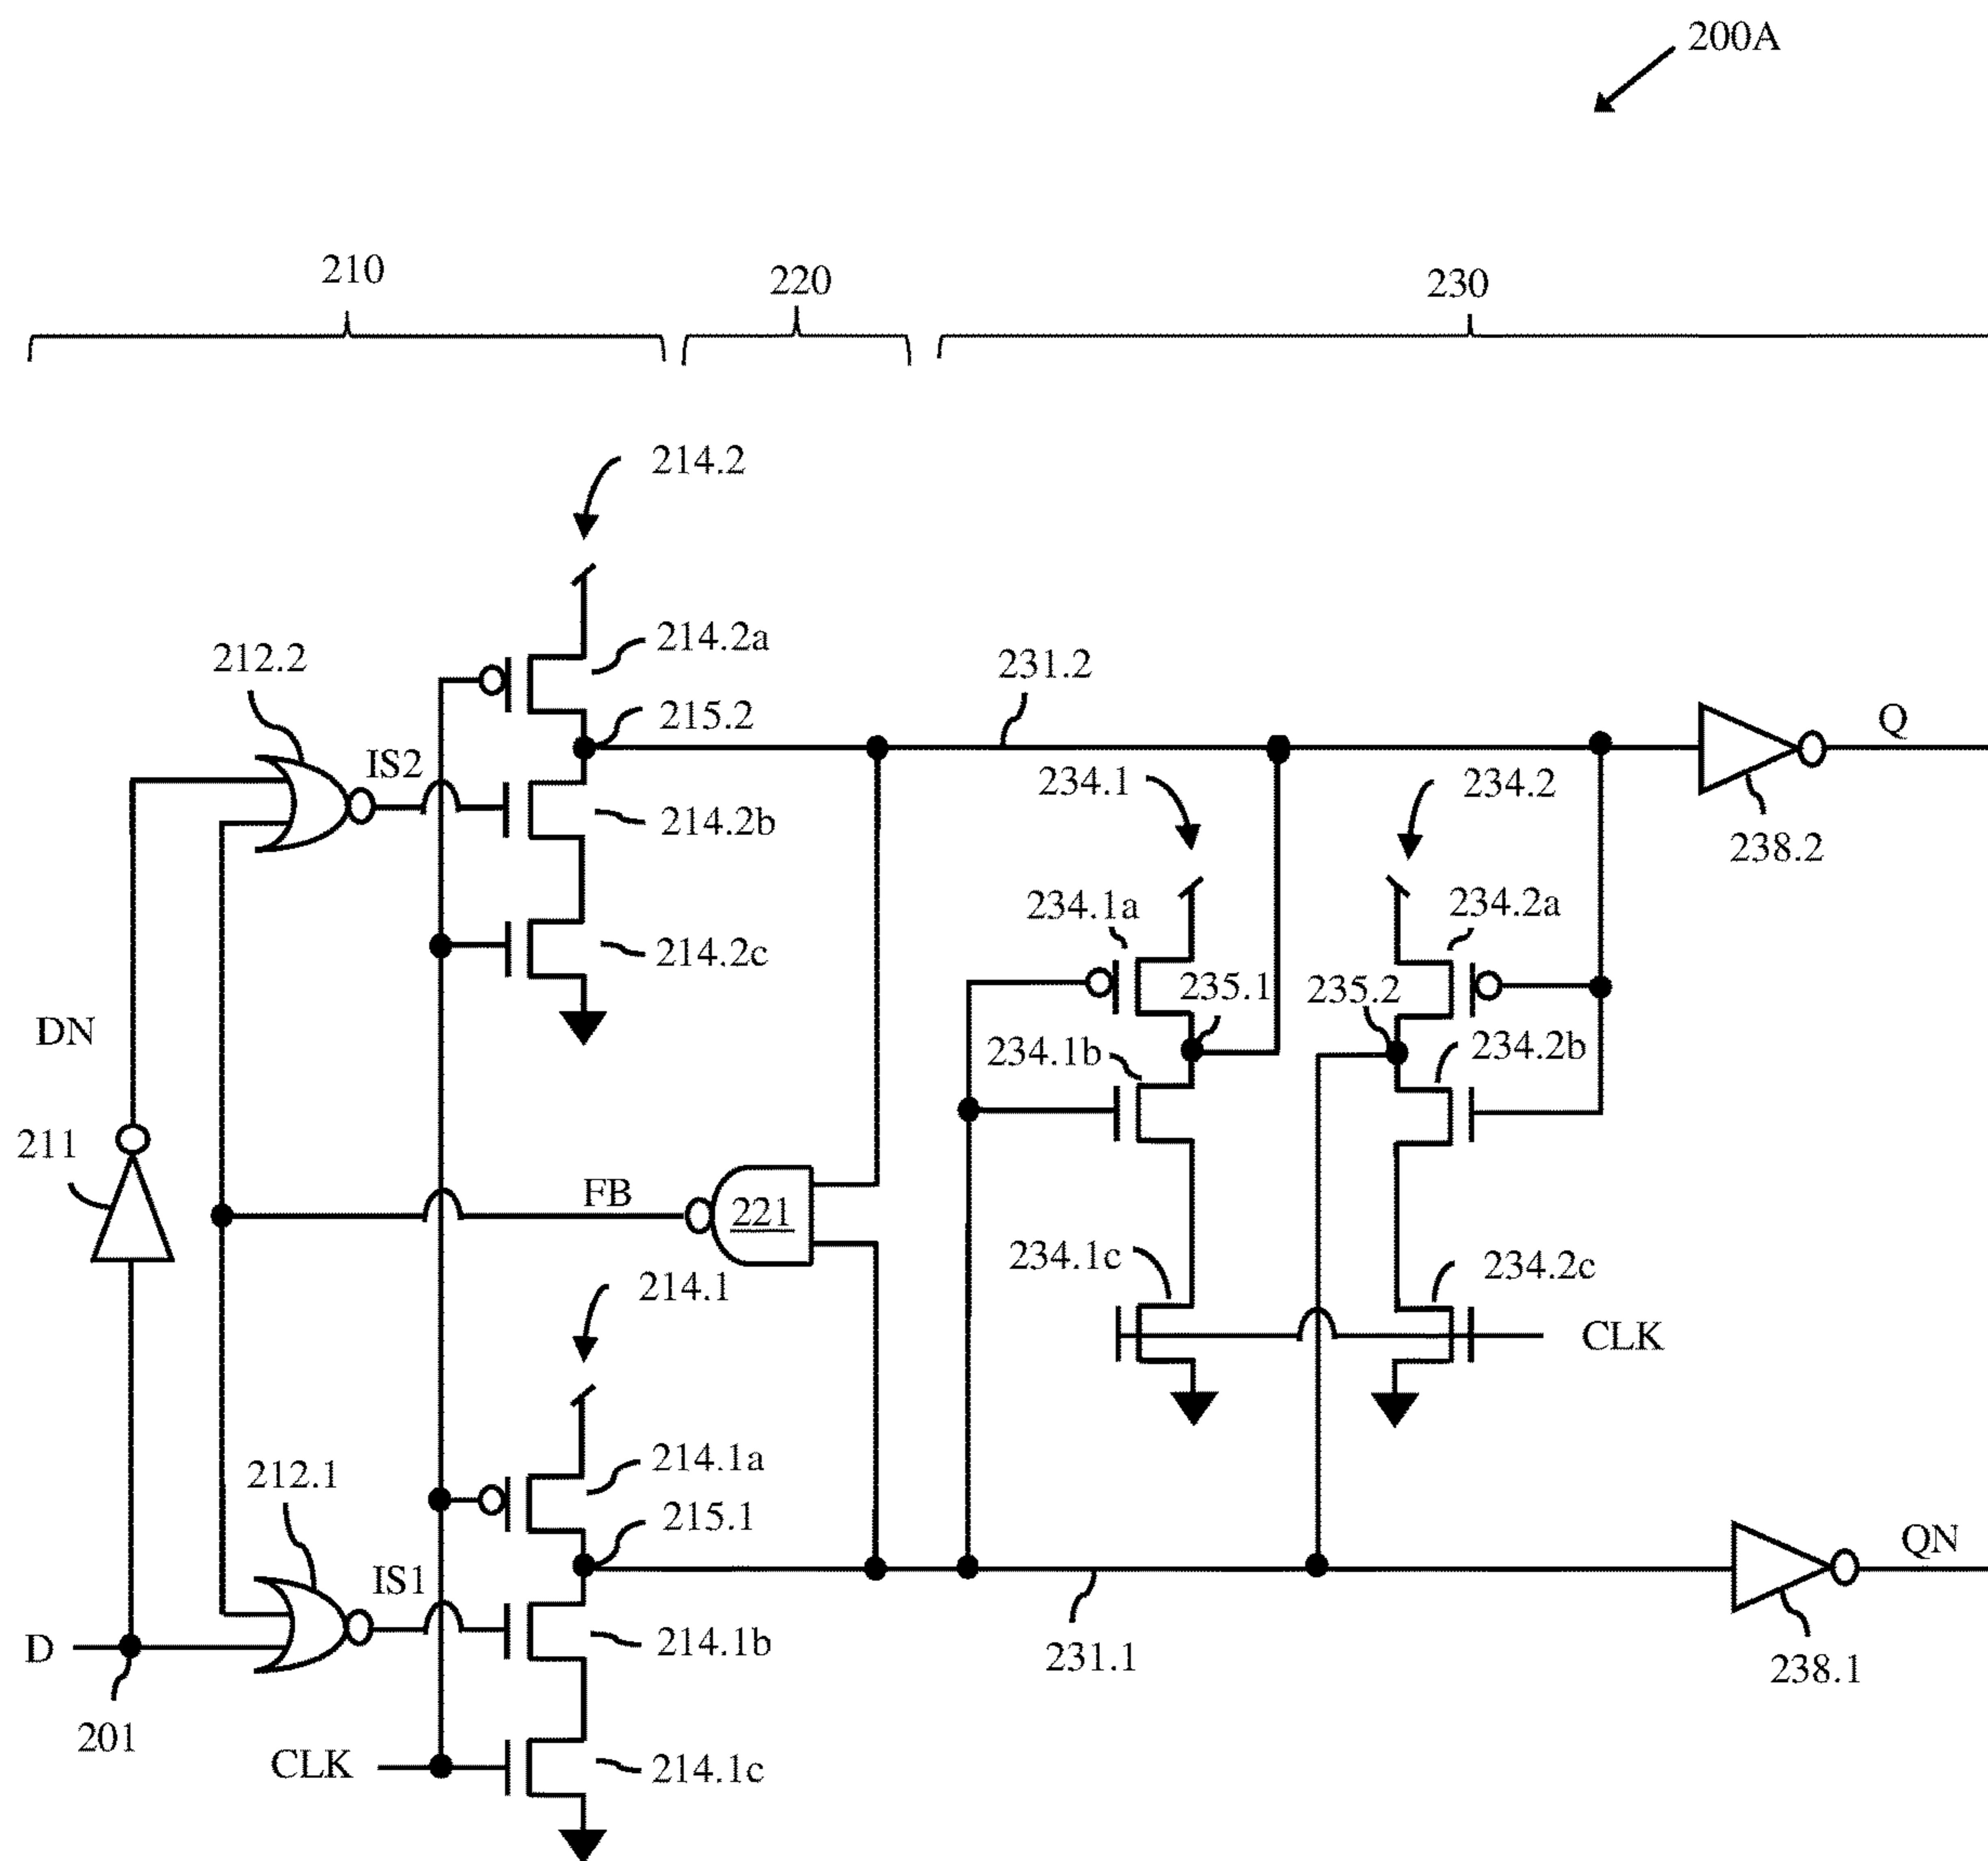 200A
210
220
230
214.2
214.2a
212.2
231.2
215.2
Q
IS2
234.1
234.2
214.2b
238.2
234.1a
234.2a
214.2c
235.1
235.2
DN
234.1b
234.2b
211
FB
221
234.1c
234.2c
214.1
CLK
214.1a
212.1
215.1
QN
IS1
D
214.1b
231.1
238.1
201
CLK
214.1c